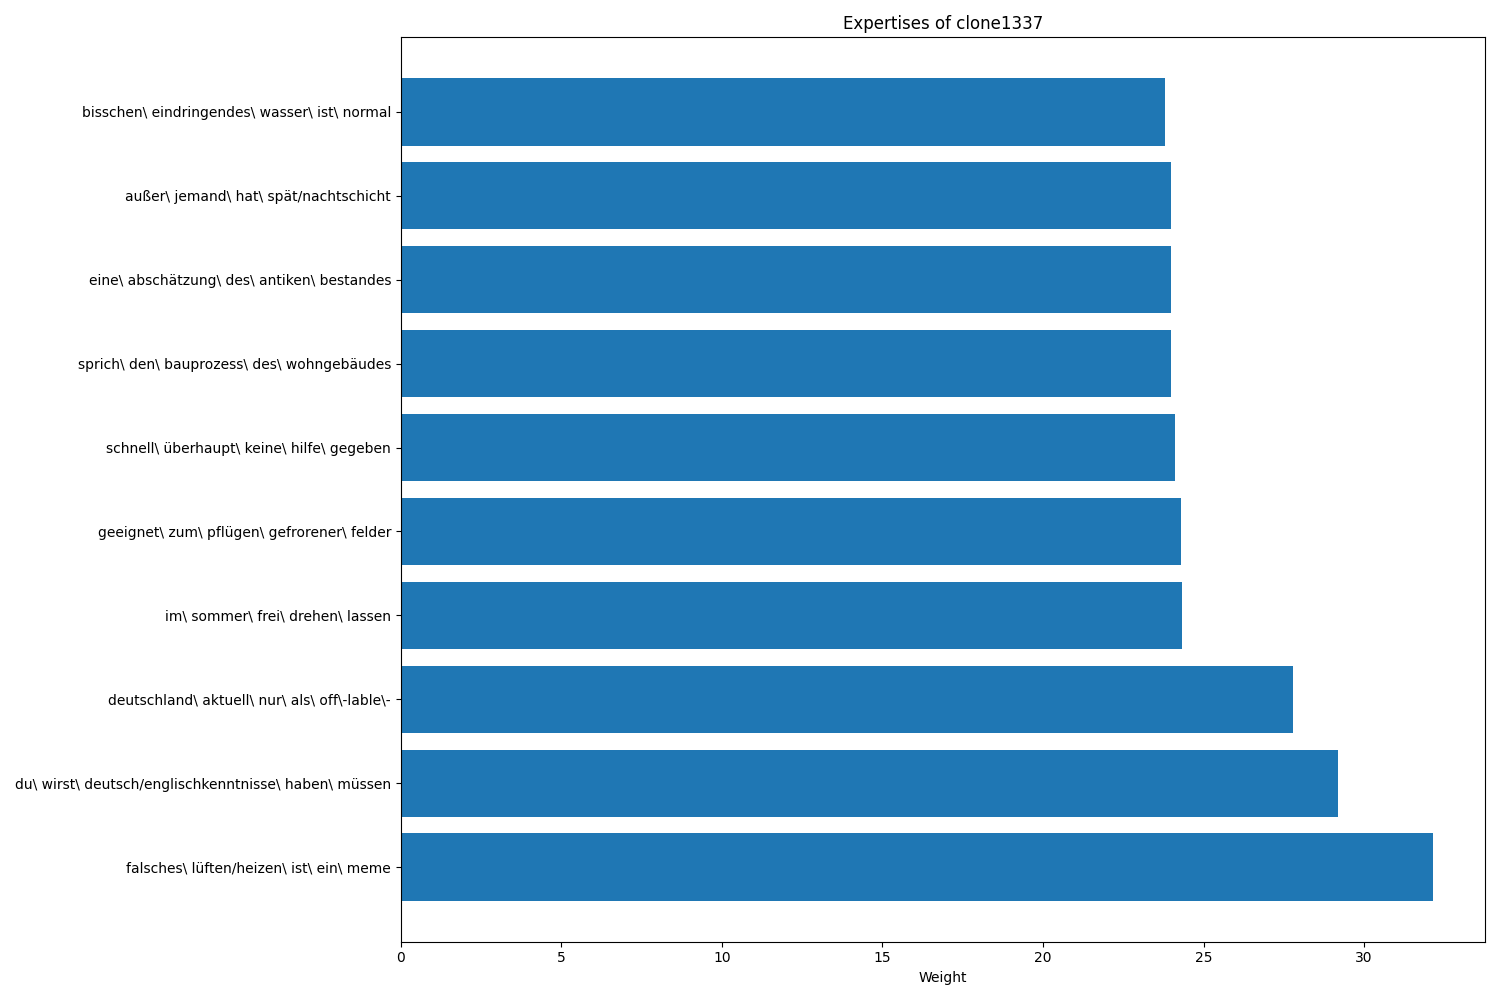 Expertises of clone1337
bisschen\ eindringendes\ wasser\ ist\ normal
außer\ jemand\ hat\ spät/nachtschicht
eine\ abschätzung\ des\ antiken\ bestandes
sprich\ den\ bauprozess\ des\ wohngebäudes
schnell\ überhaupt\ keine\ hilfe\ gegeben
geeignet\ zum\ pflügen\ gefrorener\ felder
im\ sommer\ frei\ drehen\ lassen
deutschland\ aktuell\ nur\ als\ off\-lable\-
du\ wirst\ deutsch/englischkenntnisse\ haben\ müssen
falsches\ lüften/heizen\ ist\ ein\ meme
0 5 10 15 20 25 30
Weight